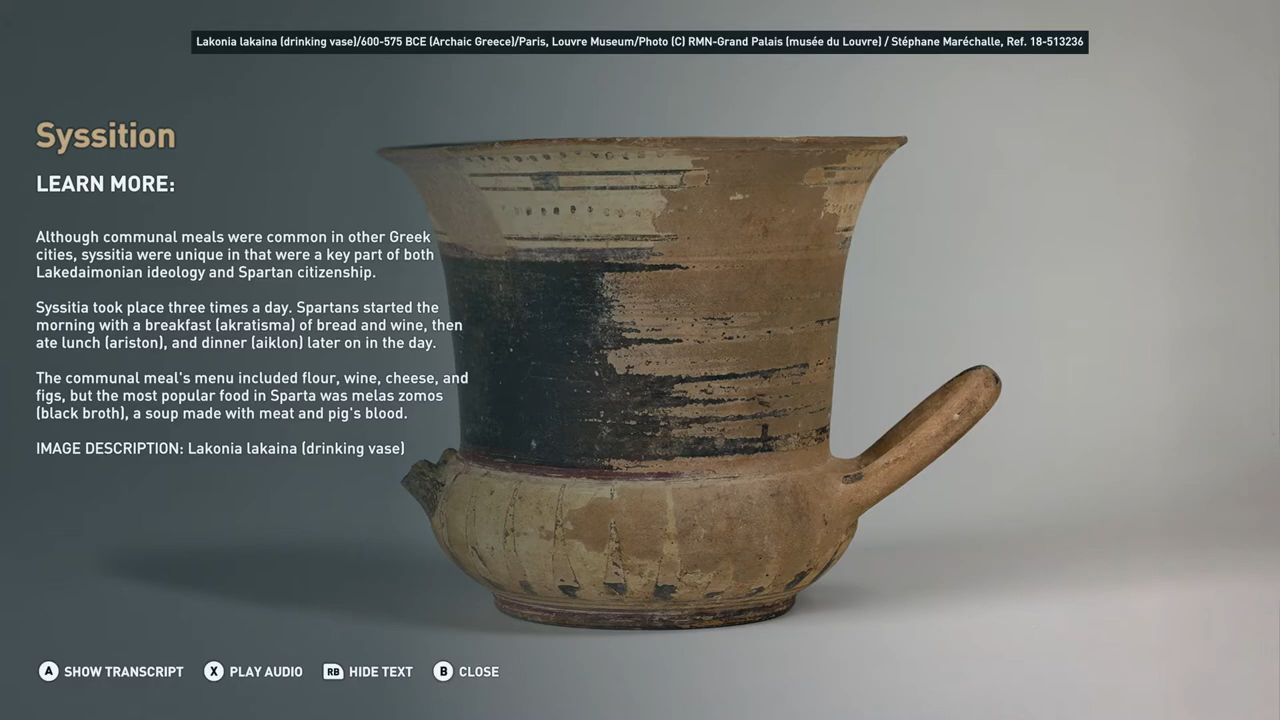 Lakonia lakaina (drinking vase)/600-575 BCE (Archaic Greece)/Paris, Louvre Museum/Photo (C) RMN-Grand Palais (musée du Louvre) / Stéphane Maréchalle, Ref. 18-513236
Syssition
LEARN MORE:
Although communal meals were common in other Greek
cities, syssitia were unique in that were a key part of both
Lakedaimonian ideology and Spartan citizenship.
Syssitia took place three times a day. Spartans started the
morning with a breakfast (akratisma) of bread and wine, then
ate lunch (ariston), and dinner (aiklon) later on in the day.
The communal meal's menu included flour, wine, cheese, and
figs, but the most popular food in Sparta was melas zomos
(black broth), a soup made with meat and pig's blood.
IMAGE DESCRIPTION: Lakonia lakaina (drinking vase)
A SHOW TRANSCRIPT X PLAY AUDIO RB HIDE TEXT B CLOSE